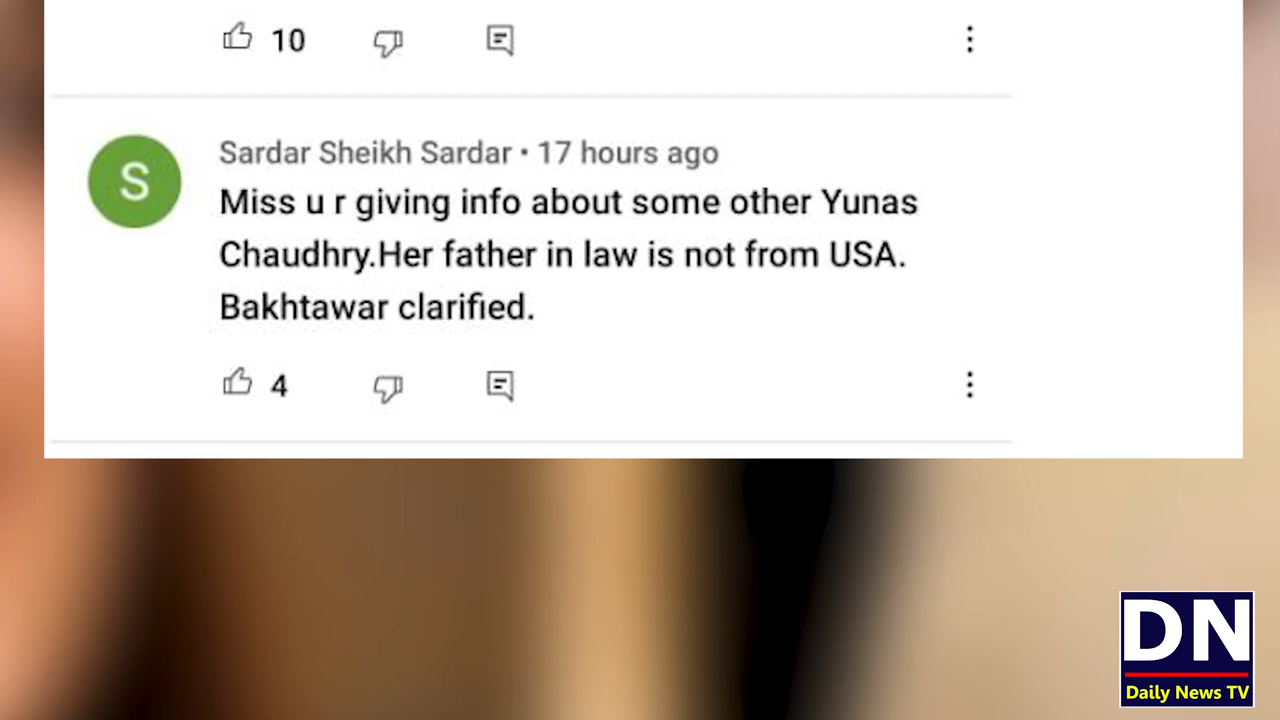 10
S
Sardar Sheikh Sardar • 17 hours ago
Miss u r giving info about some other Yunas
Chaudhry.Her father in law is not from USA.
Bakhtawar clarified.
4
DN
Daily News TV